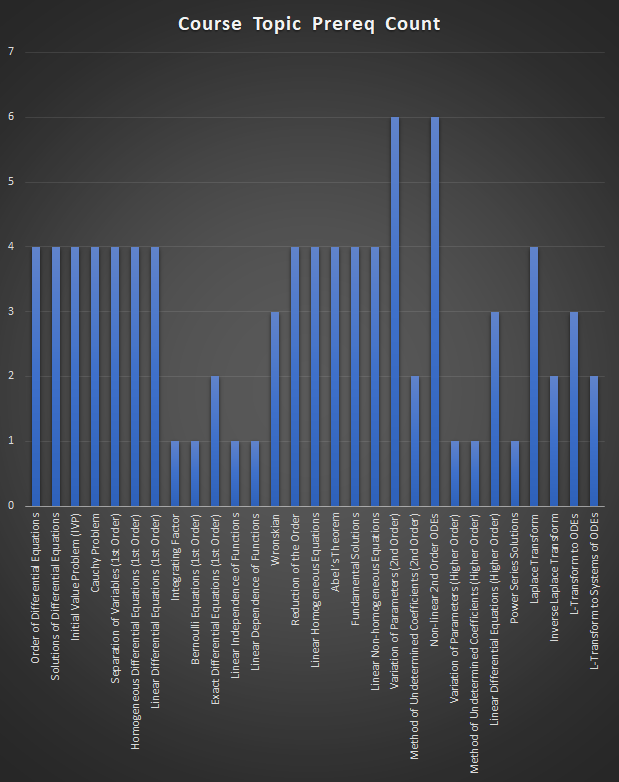 Course Topic Prereq Count
7
6
5
4
3
2
1
0
Order of Differential Equations
Solutions of Differential Equations
Initial Value Problem (IVP)
Cauchy Problem
Separation of Variables (1st Order)
Homogeneous Differential Equations (1st Order)
Linear Differential Equations (1st Order)
Integrating Factor
Bernoulli Equations (1st Order)
Exact Differential Equations (1st Order)
Linear Independence of Functions
Linear Dependence of Functions
Wronskian
Reduction of the Order
Linear Homogeneous Equations
Abel's Theorem
Fundamental Solutions
Linear Non-homogeneous Equations
Variation of Parameters (2nd Order)
Method of Undetermined Coefficients (2nd Order)
Non-linear 2nd Order ODEs
Variation of Parameters (Higher Order)
Method of Undetermined Coefficients (Higher Order)
Linear Differential Equations (Higher Order)
Power Series Solutions
Laplace Transform
Inverse Laplace Transform
L-Transform to ODEs
L-Transform to Systems of ODEs